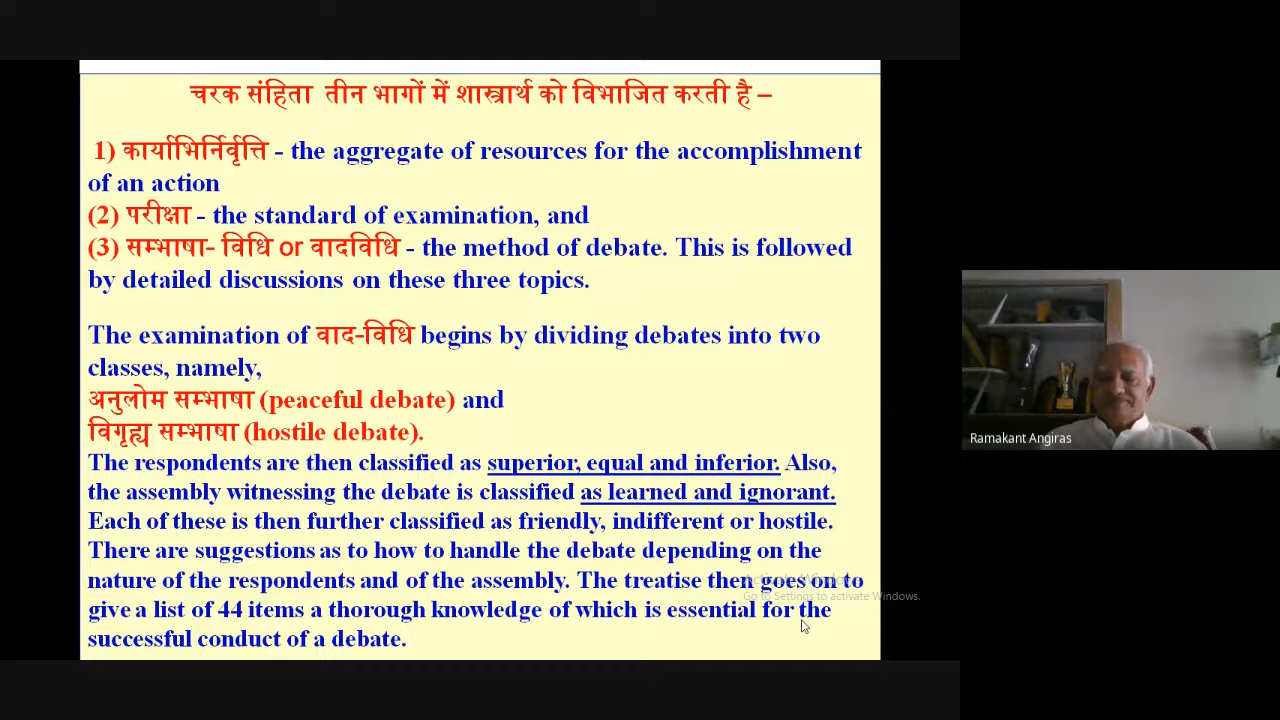 चरक संहिता तीन भागों में शास्त्रार्थ को विभाजित करती है –
1) कार्याभिर्निर्वृत्ति - the aggregate of resources for the accomplishment
of an action
(2) परीक्षा - the standard of examination, and
(3) सम्भाषा- विधि or वादविधि - the method of debate. This is followed
by detailed discussions on these three topics.
The examination of वाद-विधि begins by dividing debates into two
classes, namely,
अनुलोम सम्भाषा (peaceful debate) and
विगृह्य सम्भाषा (hostile debate).
The respondents are then classified as superior, equal and inferior. Also,
the assembly witnessing the debate is classified as learned and ignorant.
Each of these is then further classified as friendly, indifferent or hostile.
There are suggestions as to how to handle the debate depending on the
nature of the respondents and of the assembly. The treatise then goes on to
give a list of 44 items a thorough knowledge of which is essential for the
successful conduct of a debate.
Activate Windows
Go to Settings to activate Windows.
Ramakant Angiras